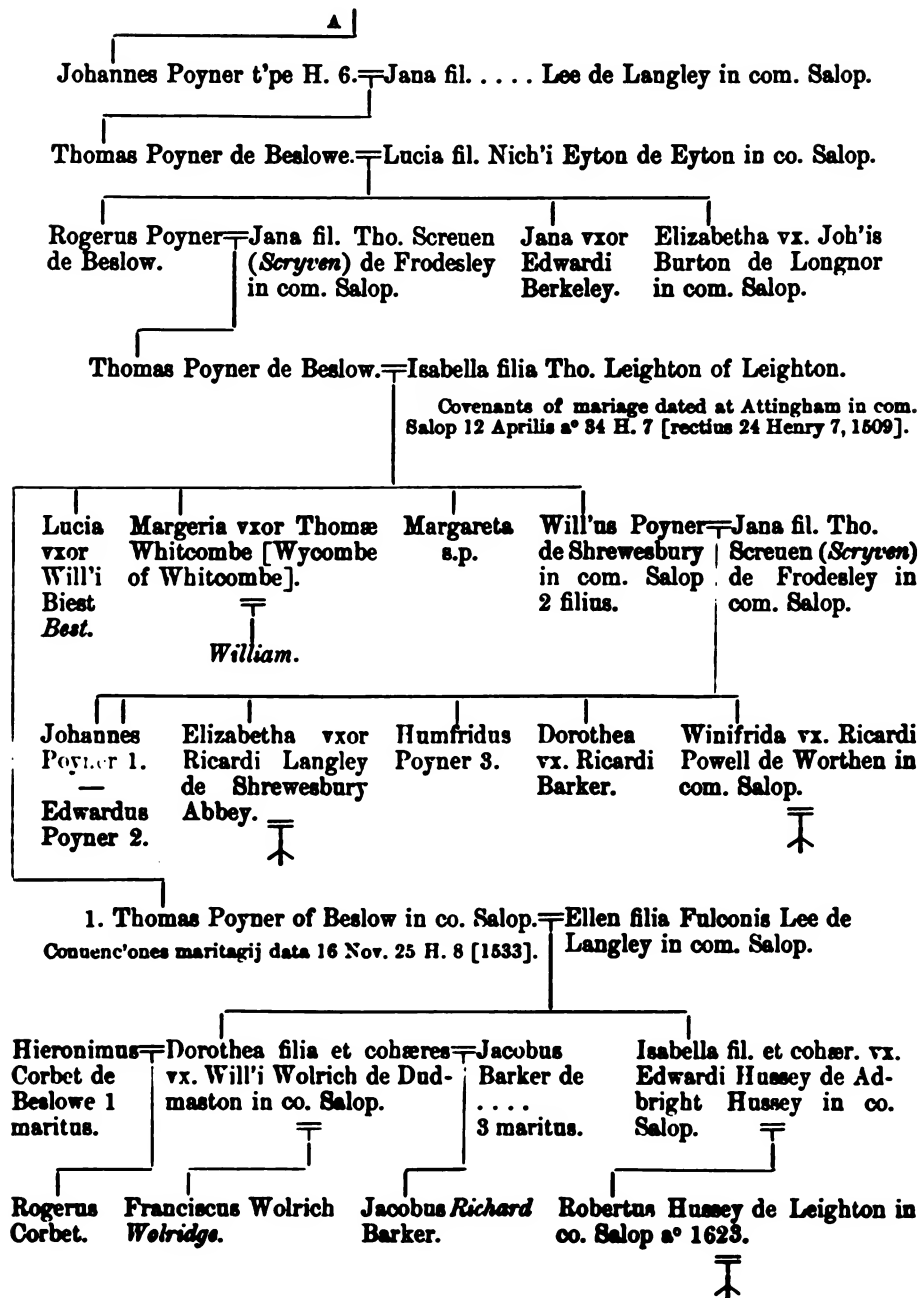 A
Johannes Poyner t'pe H. 6.=Jana fil. . . . . . Lee de Langley in com. Salop.
Thomas Poyner de Beslowe.=Lucia fil. Nich'i Eyton de Eyton in co. Salop.
Rogerus Poyner=
de Beslow.
Jana fil. Tho. Screuen
(Scryven) de Frodesley
in com. Salop.
Jana vxor
Edwardi
Berkeley.
Elizabetha vx. Joh'is
Burton de Longnor
in com. Salop.
Thomas Poyner de Beslow.=Isabella filia Tho. Leighton of Leighton.
Covenants of mariage dated at Attingham in com.
Salop 12 Aprilis aº 34 H. 7 [rectius 24 Henry 7, 1509].
Lucia
vxor
Will'i
Biest
Best.
Margeria vxor Thomæ
Whitcombe [Wycombe
of Whitcombe].
William.
Margareta
s.p.
Will'us Poyner=
de Shrewesbury
in com. Salop
2 filius.
Jana fil. Tho.
Screuen (Scryven)
de Frodesley in
com. Salop.
Johannes
Poyner 1.
—
Edwardus
Poyner 2.
Elizabetha vxor
Ricardi Langley
de Shrewesbury
Abbey.
Humfridus
Poyner 3.
Dorothea
vx. Ricardi
Barker.
Winifrida vx. Ricardi
Powell de Worthen in
com. Salop.
1. Thomas Poyner of Beslow in co. Salop.=
Conuenc'ones maritagij data 16 Nov. 25 H. 8 [1533].
Ellen filia Fulconis Lee de
Langley in com. Salop.
Hieronimus=
Corbet de
Beslowe 1
maritus.
Dorothea filia et cohæres=
vx. Will'i Wolrich de Dud-
maston in co. Salop.
Jacobus
Barker de
. . . .
3 maritus.
Isabella fil. et cohær. vx.
Edwardi Hussey de Ad-
bright Hussey in co.
Salop.
Rogerus
Corbet.
Franciscus Wolrich
Wolridge.
Jacobus Richard
Barker.
Robertus Hussey de Leighton in
co. Salop aº 1623.